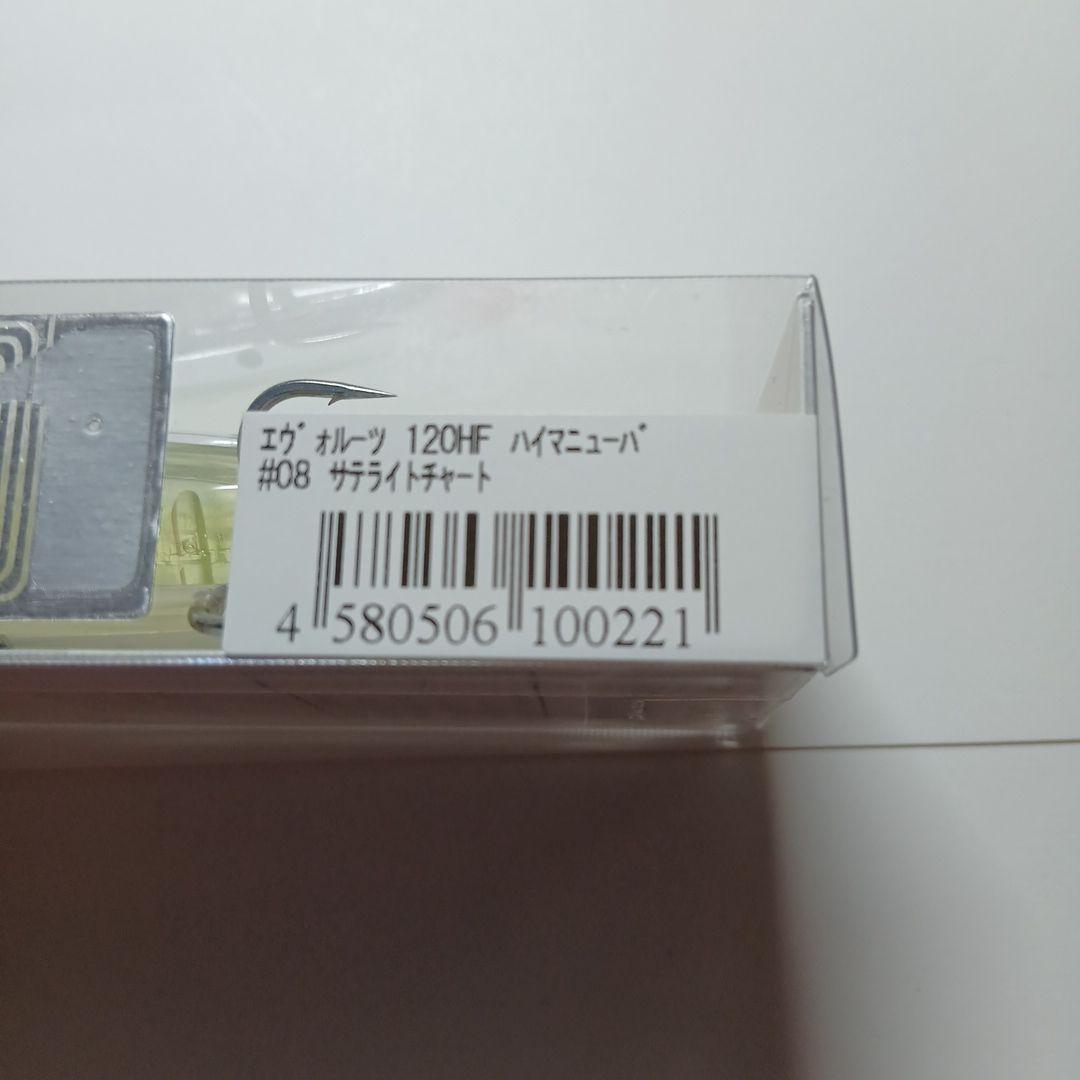 ｴｳﾞｫﾙｰﾂ 120HF ﾊｲﾏﾆｭｰﾊﾞ
#08 ｻﾃﾗｲﾄﾁｬｰﾄ
4 580506 100221